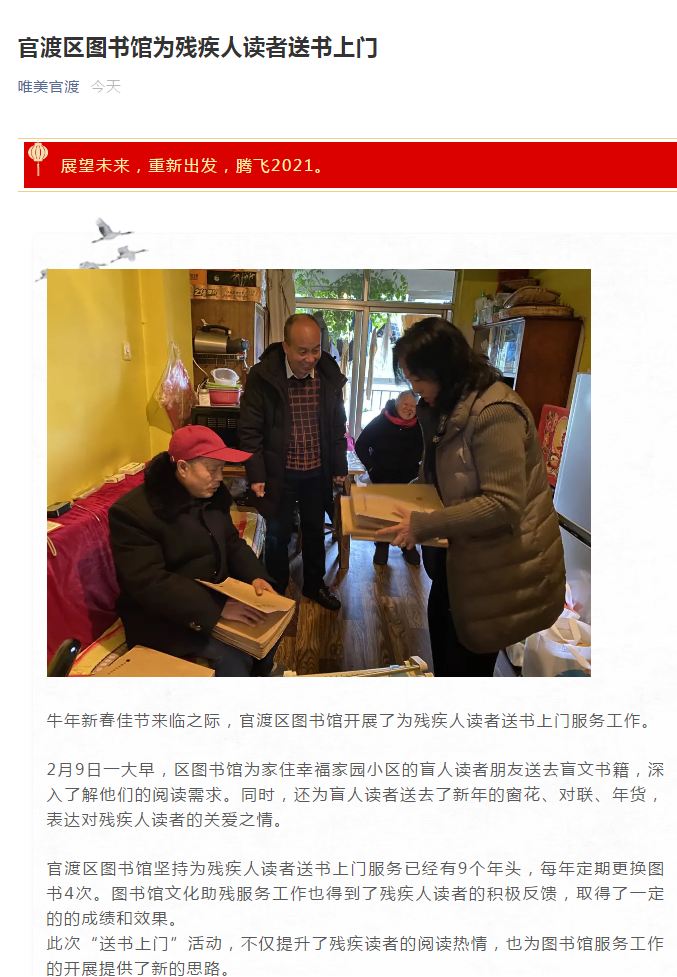 官渡区图书馆为残疾人读者送书上门
唯美官渡 今天
展望未来，重新出发，腾飞2021。
牛年新春佳节来临之际，官渡区图书馆开展了为残疾人读者送书上门服务工作。
2月9日一大早，区图书馆为家住幸福家园小区的盲人读者朋友送去盲文书籍，深
入了解他们的阅读需求。同时，还为盲人读者送去了新年的窗花、对联、年货，
表达对残疾人读者的关爱之情。
官渡区图书馆坚持为残疾人读者送书上门服务已经有9个年头，每年定期更换图
书4次。图书馆文化助残服务工作也得到了残疾人读者的积极反馈，取得了一定
的的成绩和效果。
此次“送书上门”活动，不仅提升了残疾读者的阅读热情，也为图书馆服务工作
的开展提供了新的思路。